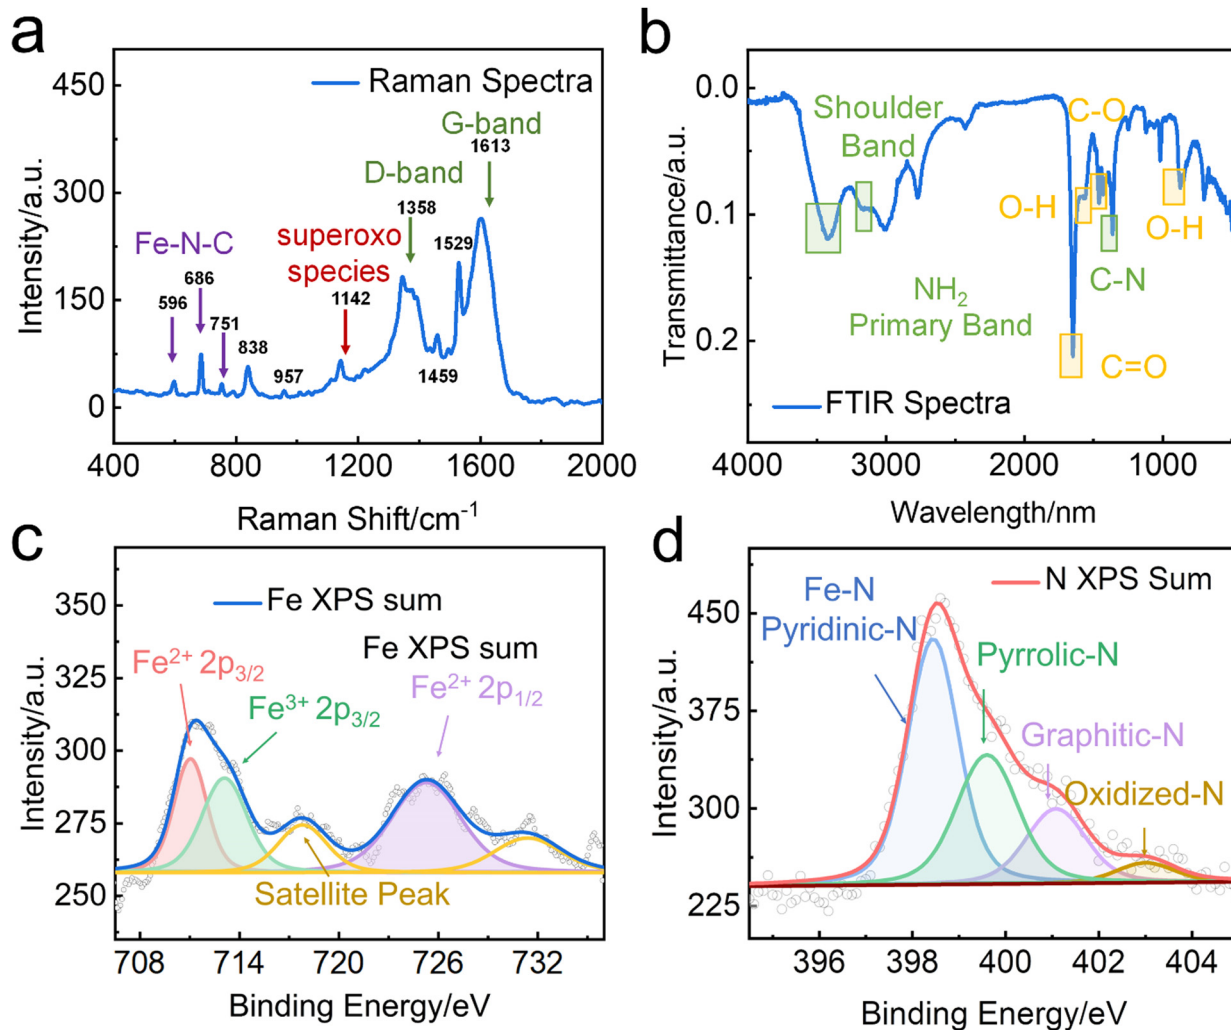 a
450
300
150
0
Intensity/a.u.
Raman Spectra
G-band
1613
D-band
1358
superoxo
species
1142
1529
Fe-N-C
686
596
751
838
957
1459
400
800
1200
1600
2000
Raman Shift/cm⁻¹
b
0.0
0.1
0.2
Transmittance/a.u.
Shoulder
Band
C-O
O-H
O-H
C-N
NH₂
Primary Band
C=O
FTIR Spectra
4000
3000
2000
1000
Wavelength/nm
c
350
325
300
275
250
Intensity/a.u.
Fe XPS sum
Fe XPS sum
Fe²⁺ 2p₃/₂
Fe³⁺ 2p₃/₂
Fe²⁺ 2p₁/₂
Satellite Peak
708
714
720
726
732
Binding Energy/eV
d
450
375
300
225
Intensity/a.u.
N XPS Sum
Fe-N
Pyridinic-N
Pyrrolic-N
Graphitic-N
Oxidized-N
396
398
400
402
404
Binding Energy/eV